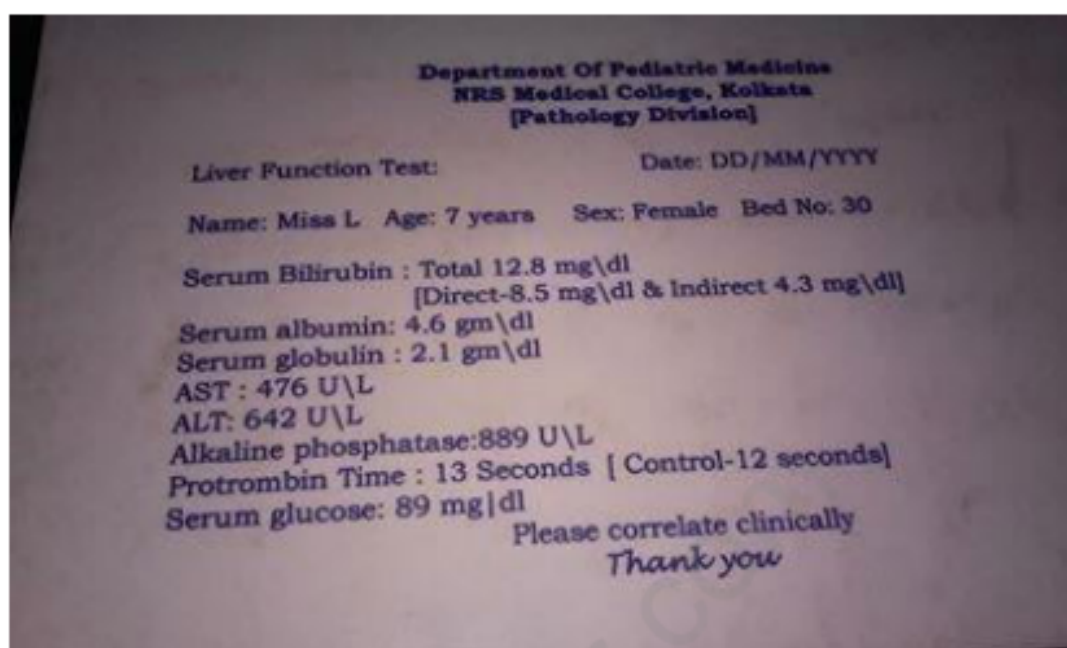 Department Of Pediatric Medicine
NRS Medical College, Kolkata
[Pathology Division]
Liver Function Test: Date: DD/MM/YYYY
Name: Miss L Age: 7 years Sex: Female Bed No: 30
Serum Bilirubin : Total 12.8 mg\dl
[Direct-8.5 mg\dl & Indirect 4.3 mg\dl]
Serum albumin: 4.6 gm\dl
Serum globulin : 2.1 gm\dl
AST : 476 U\L
ALT: 642 U\L
Alkaline phosphatase:889 U\L
Protrombin Time : 13 Seconds [ Control-12 seconds]
Serum glucose: 89 mg|dl
Please correlate clinically
Thank you